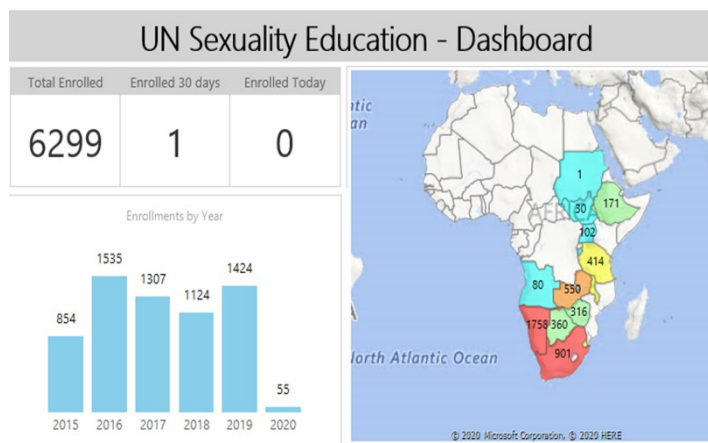 UN Sexuality Education - Dashboard
Total Enrolled
Enrolled 30 days
Enrolled Today
6299
1
0
Enrollments by Year
854
1535
1307
1124
1424
55
2015
2016
2017
2018
2019
2020
ntic
an
1
30
171
102
414
80
550
316
1758
360
901
A
North Atlantic Ocean
© 2020 Microsoft Corporation, © 2020 HERE